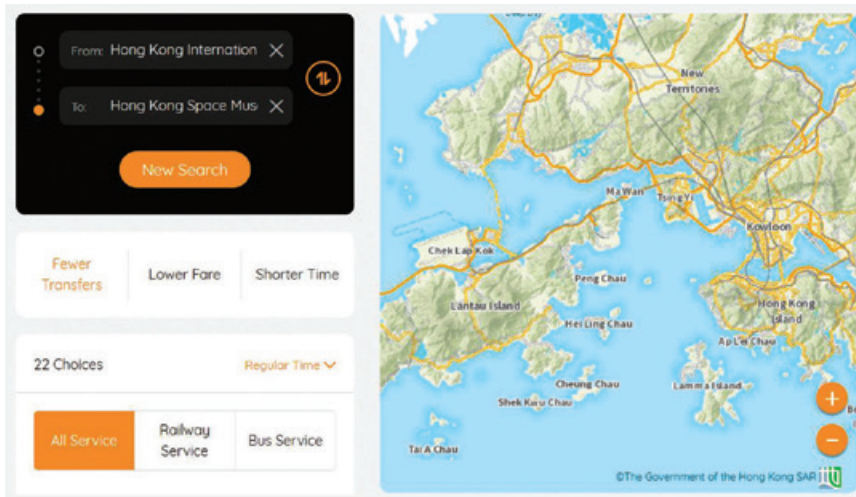 From: Hong Kong Internation
To: Hong Kong Space Mus
New Search
Fewer
Transfers
Lower Fare
Shorter Time
22 Choices
Regular Time
All Service
Railway
Service
Bus Service
New
Territories
Ma Wan
Tsing Yi
Kowloon
Chek Lap Kok
Peng Chau
Lantau Island
Hong Kong
Island
Hei Ling Chau
Ap Lei Chau
Cheung Chau
Lamma Island
Shek Kwu Chau
Tai A Chau
©The Government of the Hong Kong SAR